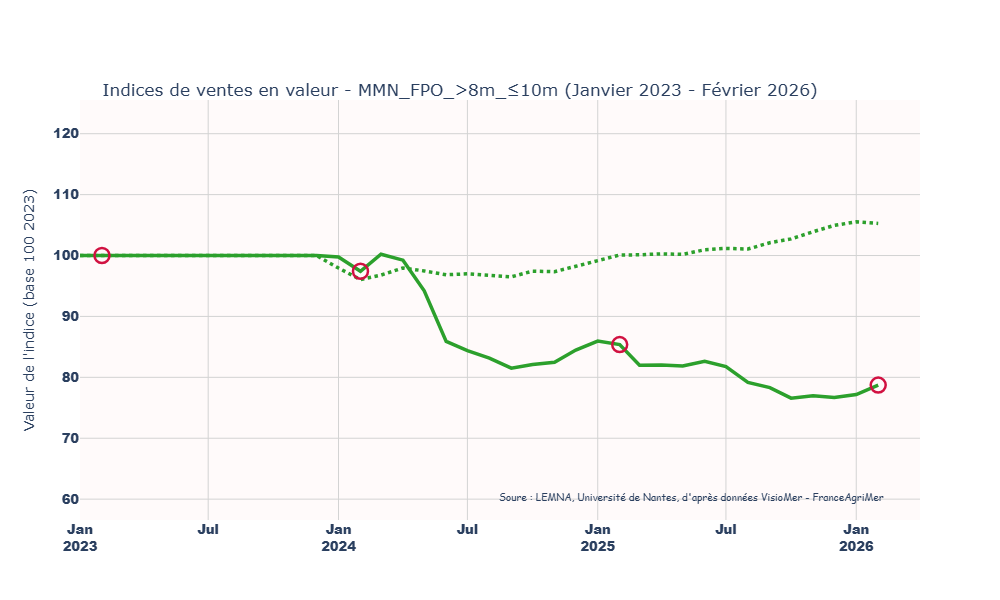 Indices de ventes en valeur - MMN_FPO_>8m_≤10m (Janvier 2023 - Février 2026)
Valeur de l'indice (base 100 2023)
120
110
100
90
80
70
60
Soure : LEMNA, Université de Nantes, d'après données VisioMer - FranceAgriMer
Jan Jul Jan Jul Jan Jul Jan
2023 2024 2025 2026